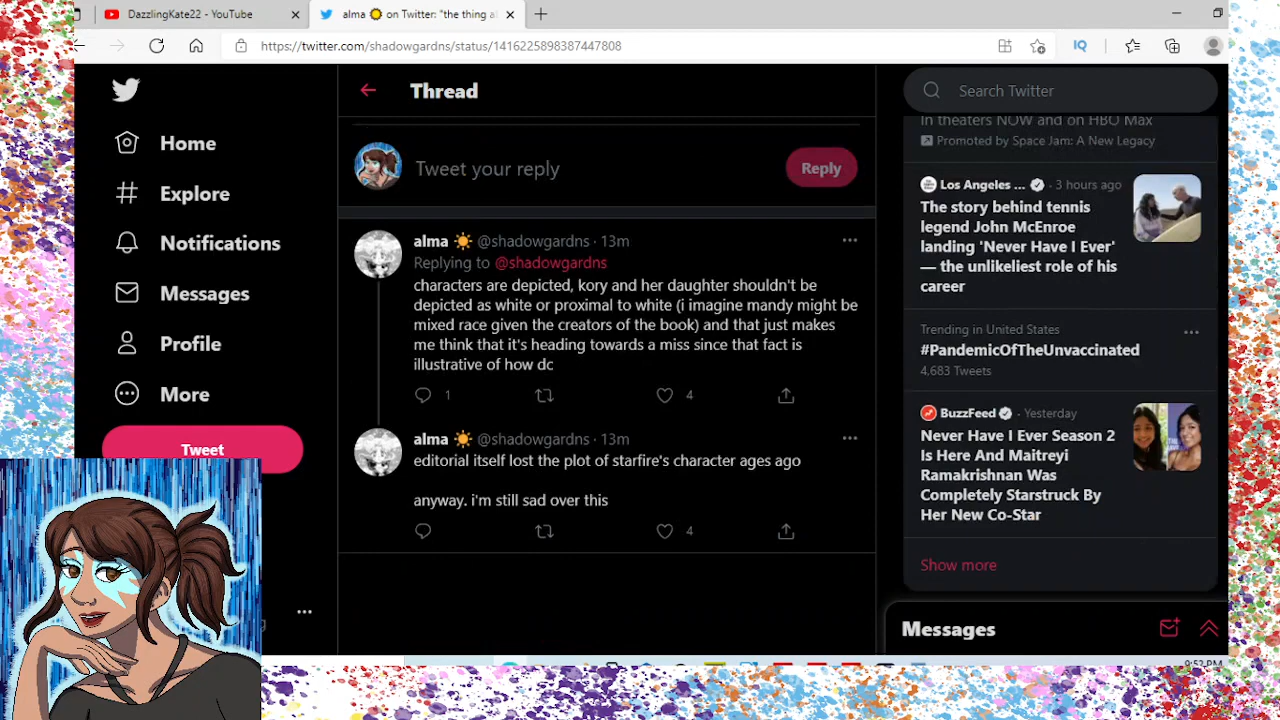 DazzlingKate22 - YouTube
alma ☀ on Twitter: "the thing a
https://twitter.com/shadowgardns/status/1416225898387447808
IQ
Home
Explore
Notifications
Messages
Profile
More
Tweet
Thread
Tweet your reply
Reply
alma ☀ @shadowgardns · 13m
Replying to @shadowgardns
characters are depicted, kory and her daughter shouldn't be
depicted as white or proximal to white (i imagine mandy might be
mixed race given the creators of the book) and that just makes
me think that it's heading towards a miss since that fact is
illustrative of how dc
1
4
alma ☀ @shadowgardns · 13m
editorial itself lost the plot of starfire's character ages ago
anyway. i'm still sad over this
4
Search Twitter
In theaters NOW and on HBO Max
Promoted by Space Jam: A New Legacy
Los Angeles ... · 3 hours ago
The story behind tennis
legend John McEnroe
landing 'Never Have I Ever'
— the unlikeliest role of his
career
Trending in United States
#PandemicOfTheUnvaccinated
4,683 Tweets
BuzzFeed · Yesterday
Never Have I Ever Season 2
Is Here And Maitreyi
Ramakrishnan Was
Completely Starstruck By
Her New Co-Star
Show more
Messages
9:52 PM